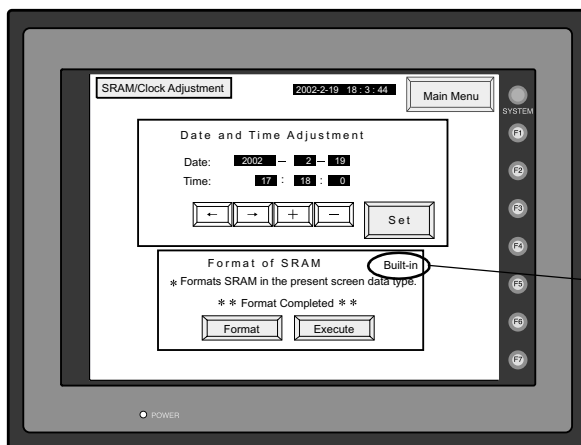 SRAM/Clock Adjustment
2002-2-19 18 : 3 : 44
Main Menu
SYSTEM
Date and Time Adjustment
Date: 2002 — 2 — 19
Time: 17 : 18 : 0
← → + —
Set
Format of SRAM
Built-in
* Formats SRAM in the present screen data type.
* * Format Completed * *
Format Execute
F1
F2
F3
F4
F5
F6
F7
POWER